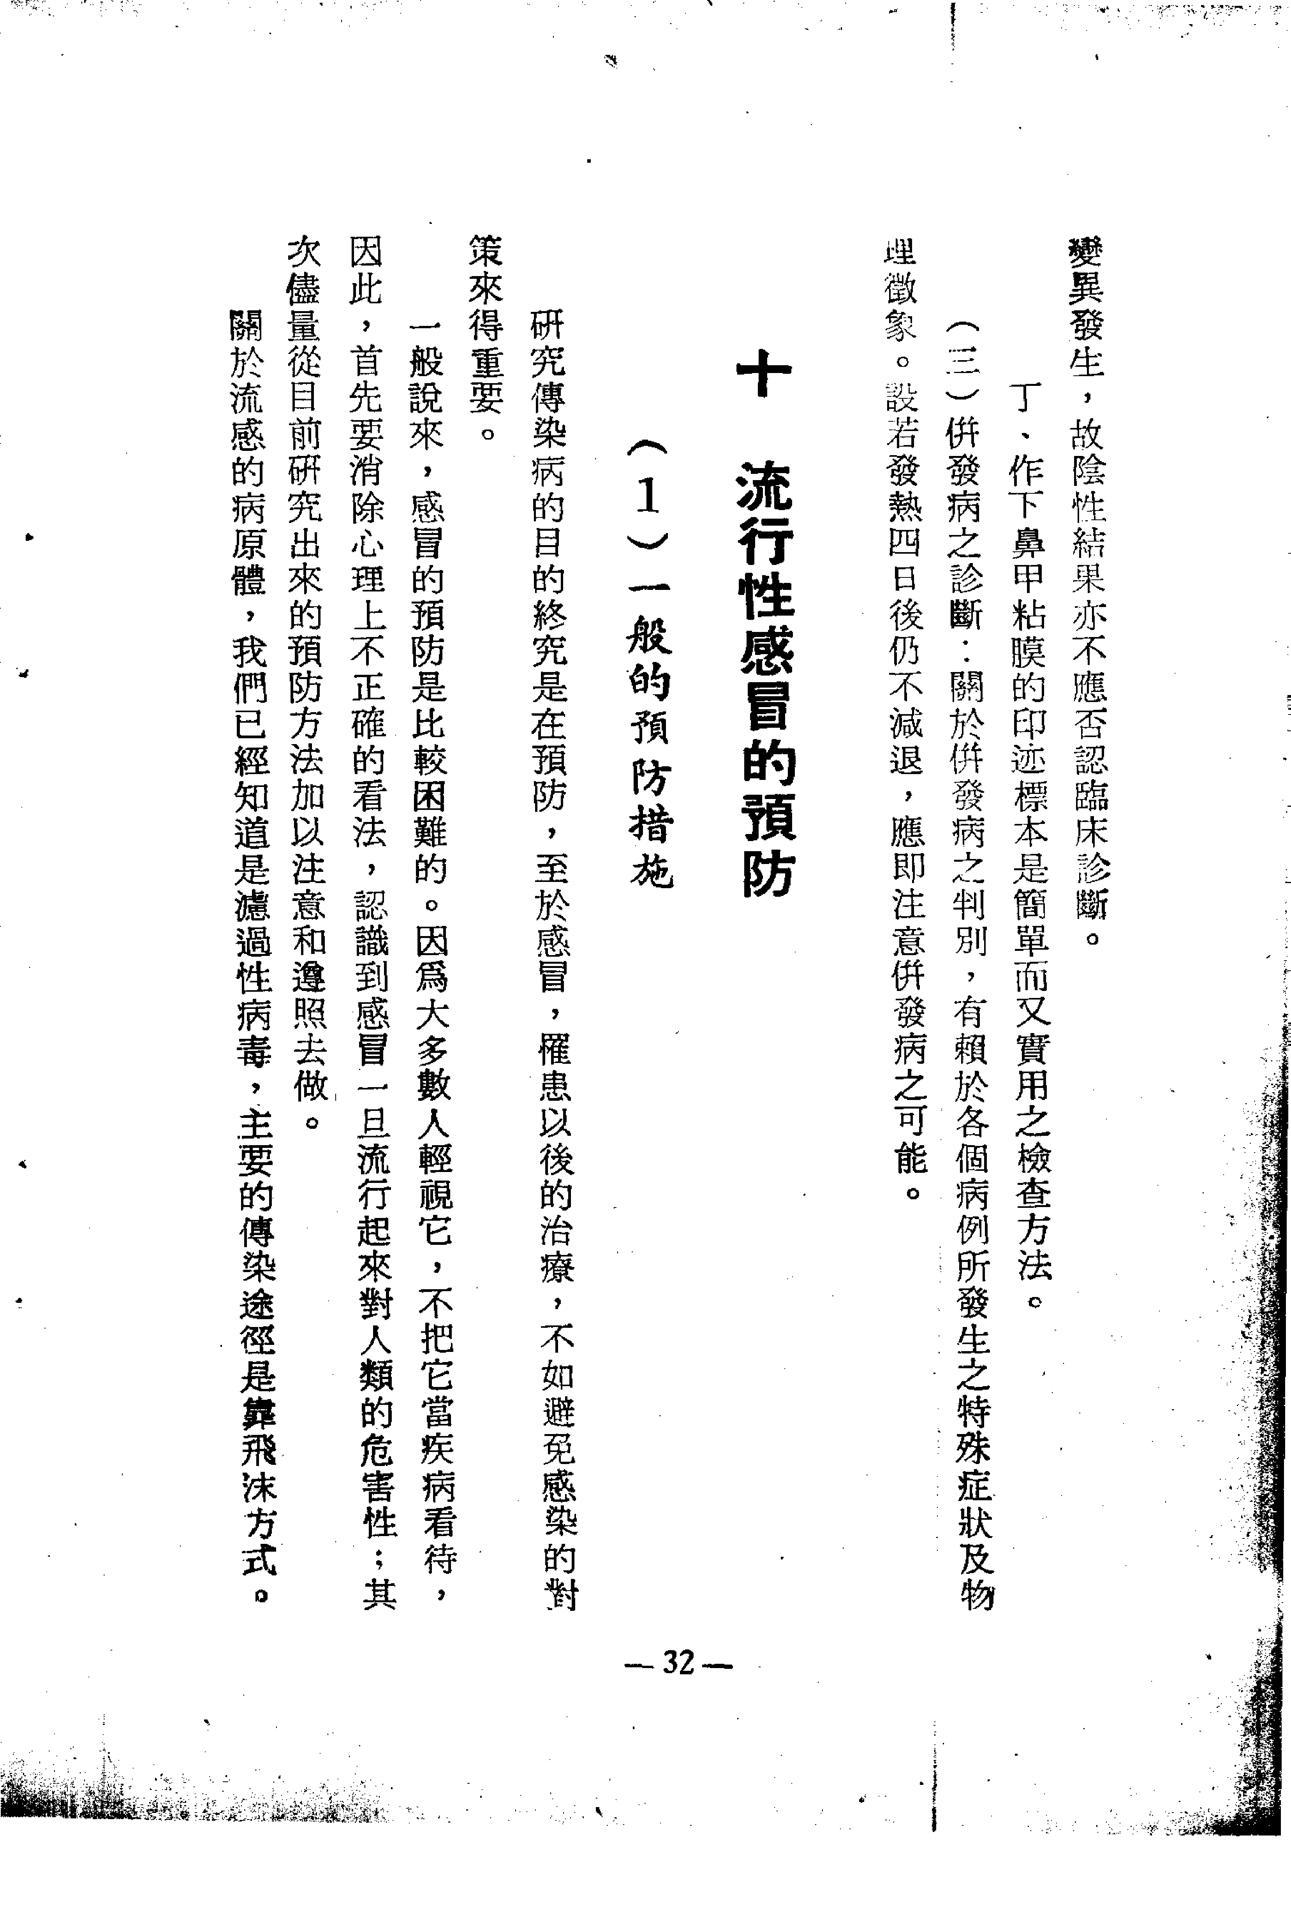 變異發生，故陰性結果亦不應否認臨床診斷。
丁、作下鼻甲粘膜的印迹標本是簡單而又實用之檢查方法。
（三）倂發病之診斷：關於倂發病之判別，有賴於各個病例所發生之特殊症狀及物
理徵象。設若發熱四日後仍不減退，應即注意倂發病之可能。
十　流行性感冒的預防
（1）一般的預防措施
研究傳染病的目的終究是在預防，至於感冒，罹患以後的治療，不如避免感染的對
策來得重要。
一般說來，感冒的預防是比較困難的。因爲大多數人輕視它，不把它當疾病看待，
因此，首先要消除心理上不正確的看法，認識到感冒一旦流行起來對人類的危害性；其
次儘量從目前硏究出來的預防方法加以注意和遵照去做。
關於流感的病原體，我們已經知道是濾過性病毒，主要的傳染途徑是靠飛沫方式。
— 32 —